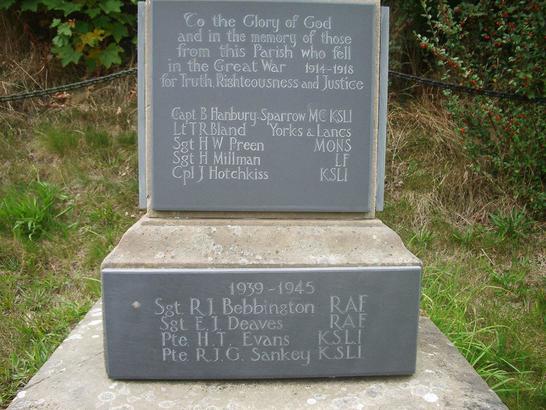 To the Glory of God
and in the memory of those
from this Parish who fell
in the Great War 1914-1918
for Truth, Righteousness and Justice
Capt B Hanbury-Sparrow MC KSLI
Lt T R Bland Yorks & Lancs
Sgt H W Preen MONS
Sgt H Millman LF
Cpl J Hotchkiss KSLI
1939-1945
Sgt. R.J. Bebbington RAF
Sgt. E.J. Deaves RAF
Pte. H.T. Evans KSLI
Pte. R.J.G. Sankey KSLI